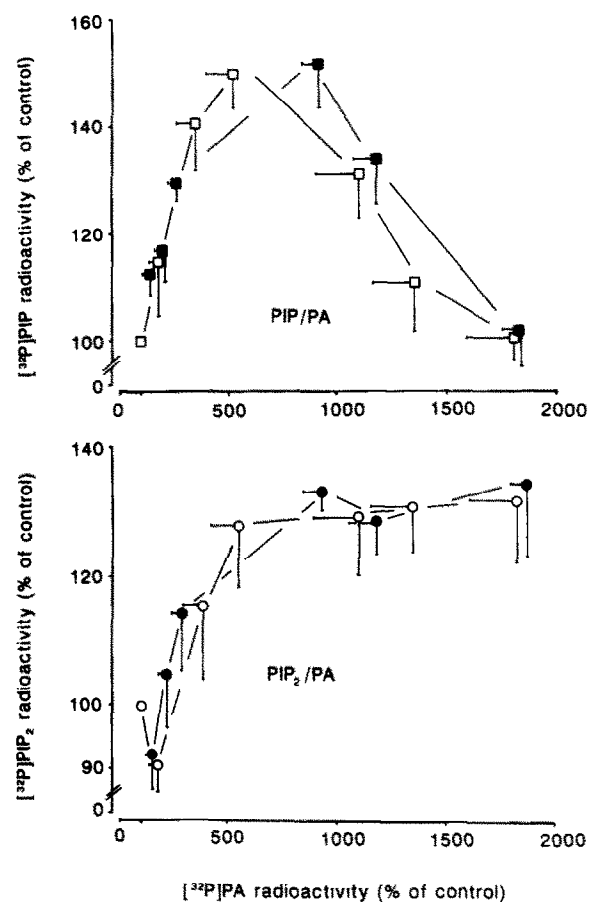 160
140
120
100
0
[³²P]PIP radioactivity (% of control)
PIP/PA
0 500 1000 1500 2000
140
120
100
90
0
[³²P]PIP₂ radioactivity (% of control)
PIP₂/PA
0 500 1000 1500 2000
[³²P]PA radioactivity (% of control)